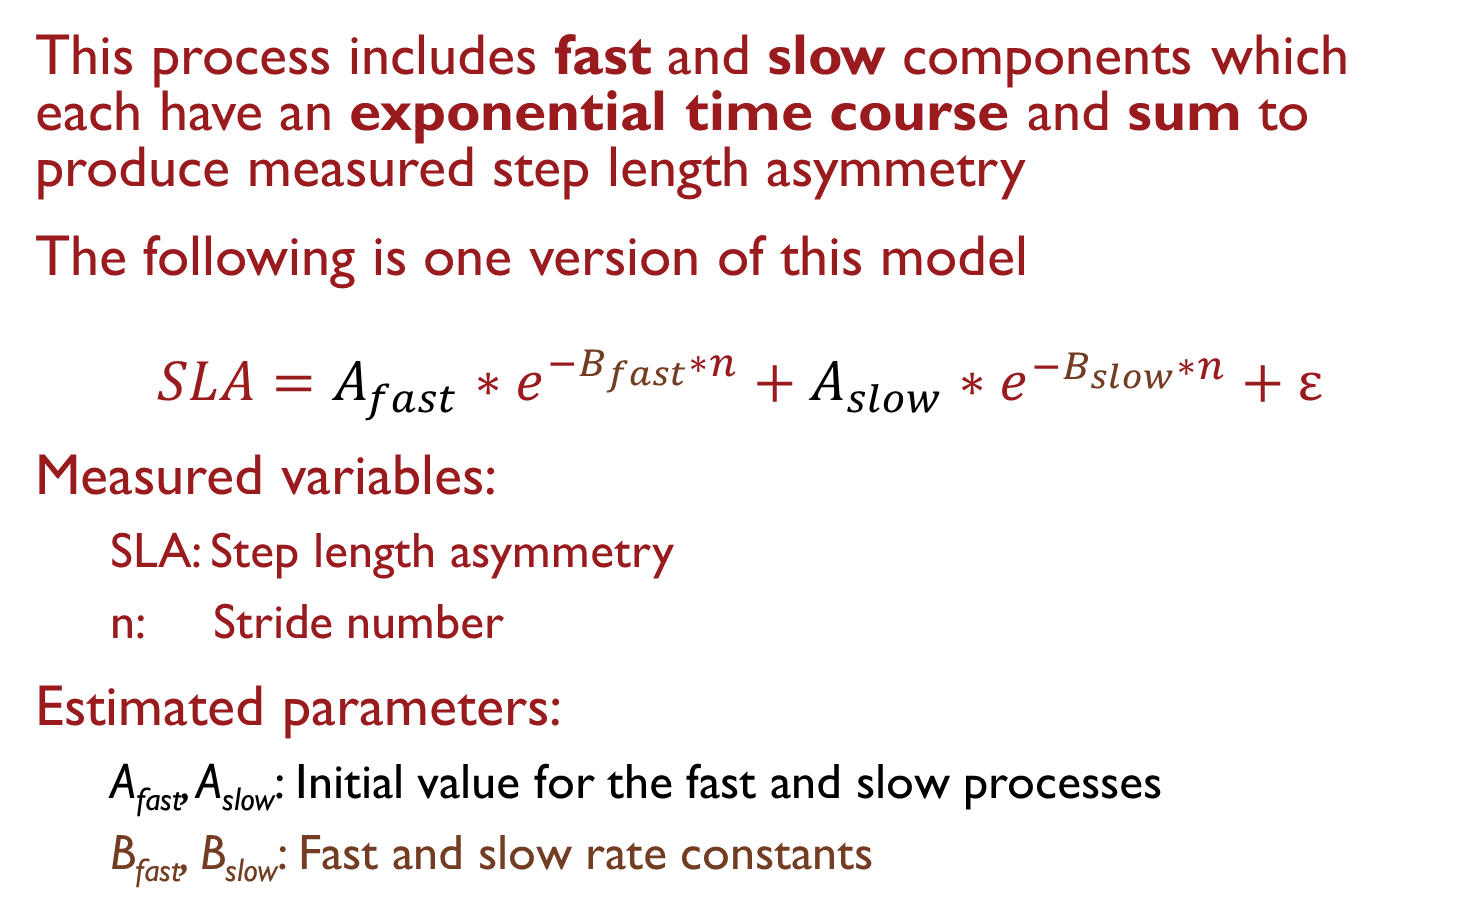 This process includes fast and slow components which
each have an exponential time course and sum to
produce measured step length asymmetry
The following is one version of this model
SLA = A_fast * e^(−B_fast*n) + A_slow * e^(−B_slow*n) + ε
Measured variables:
SLA: Step length asymmetry
n: Stride number
Estimated parameters:
A_fast, A_slow: Initial value for the fast and slow processes
B_fast, B_slow: Fast and slow rate constants